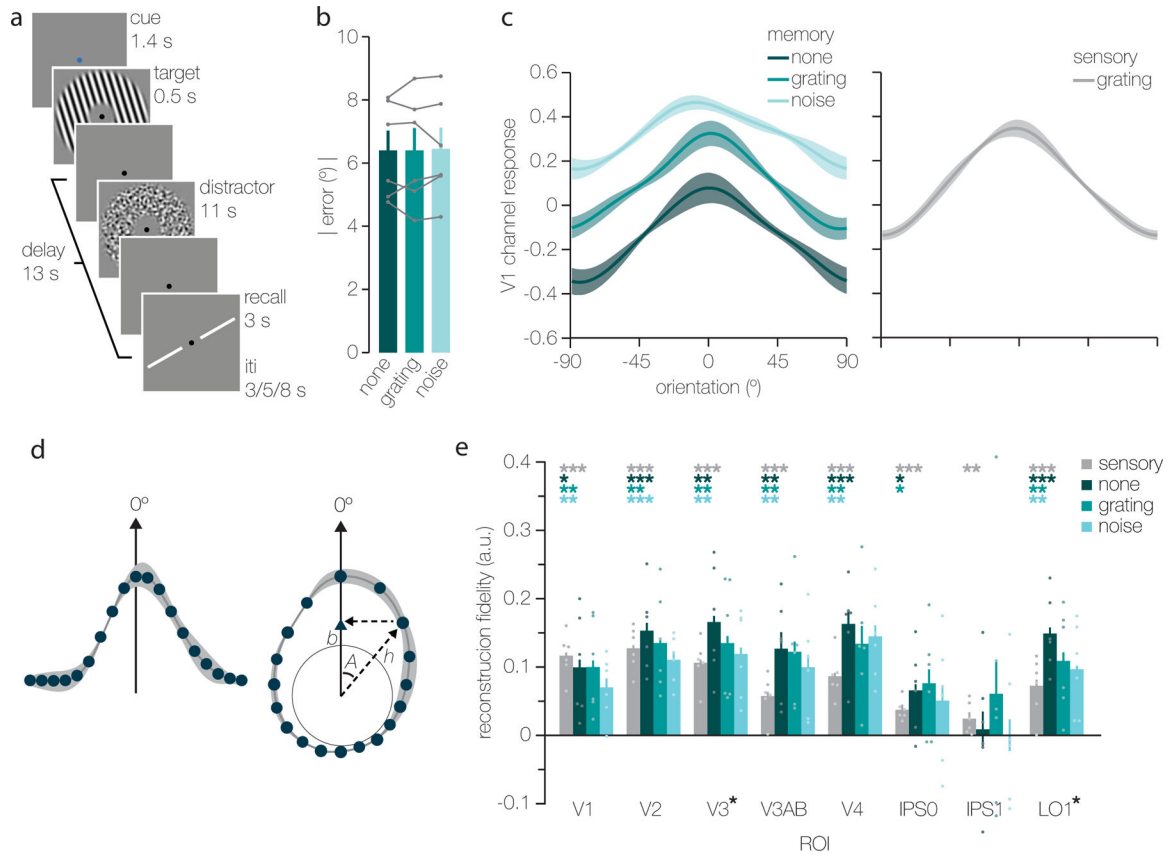 a
cue
1.4 s
target
0.5 s
distractor
11 s
delay
13 s
recall
3 s
iti
3/5/8 s
b
| error (º) |
10
8
6
4
2
0
none
grating
noise
c
memory
none
grating
noise
V1 channel response
0.6
0.4
0.2
0
-0.2
-0.4
-0.6
-90
-45
0
45
90
orientation (º)
sensory
grating
d
0º
0º
b
A
h
e
sensory
none
grating
noise
reconstrucion fidelity (a.u.)
0.4
0.3
0.2
0.1
0
-0.1
*** *** *** ** *** *** ** ***
* *** ** ** *** * ***
** ** ** ** ** * **
** *** ** ** ** **
V1 V2 V3* V3AB V4 IPS0 IPS1 LO1*
ROI